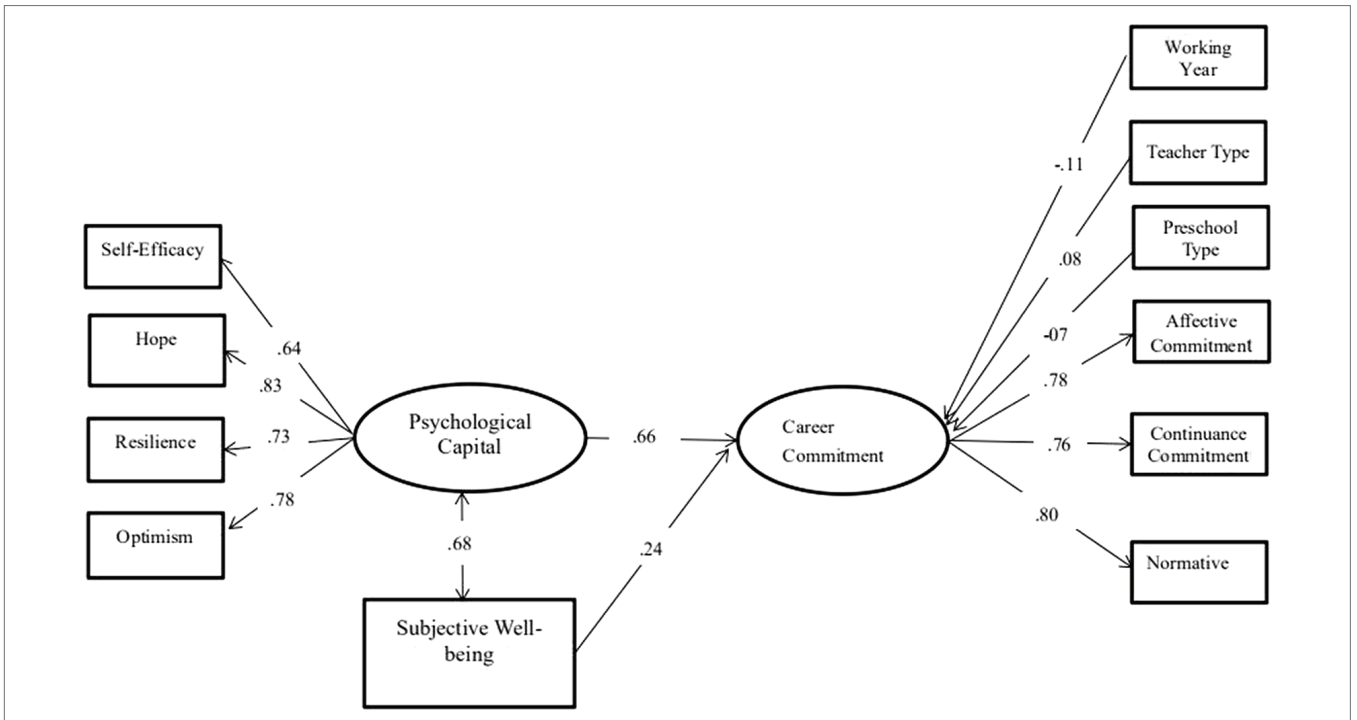 Working
Year
-.11
Teacher Type
.08
Preschool
Type
-07
Affective
Commitment
.78
Continuance
Commitment
.76
Normative
.80
Self-Efficacy
.64
Hope
.83
Resilience
.73
Optimism
.78
Psychological
Capital
.66
Career
Commitment
.68
.24
Subjective Well-
being